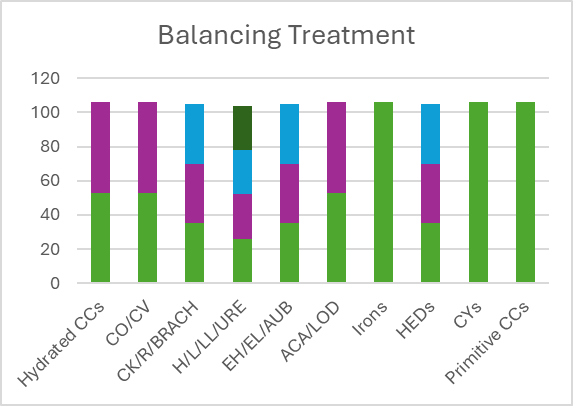 Balancing Treatment
120
100
80
60
40
20
0
Hydrated CCs
CO/CV
CK/R/BRACH
H/L/LL/URE
EH/EL/AUB
ACA/LOD
Irons
HEDs
CYs
Primitive CCs